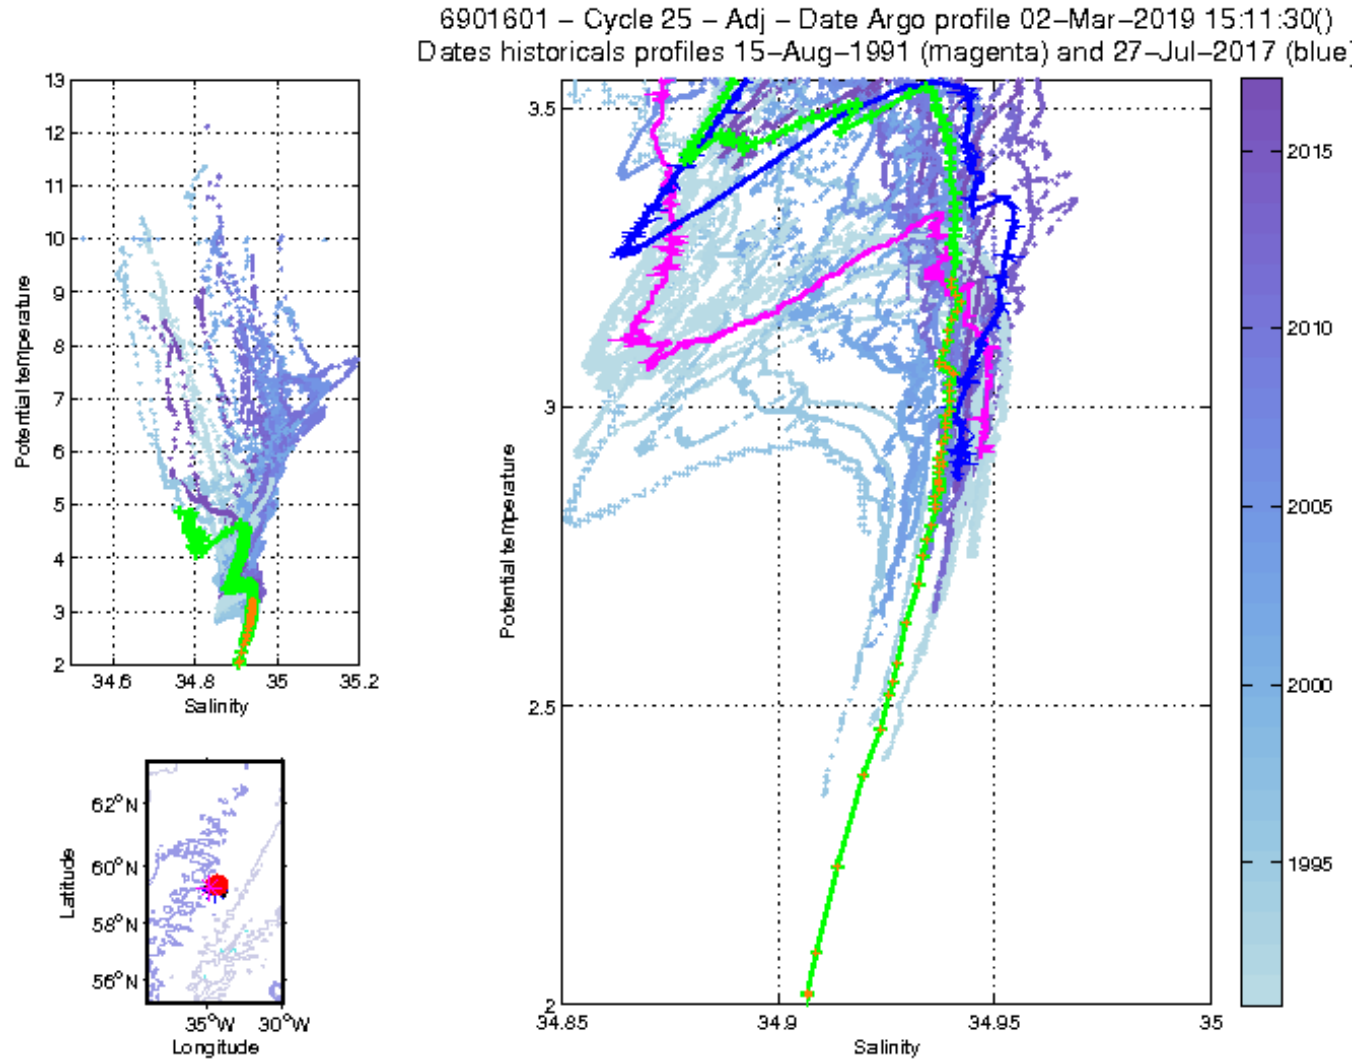 6901601 – Cycle 25 – Adj – Date Argo profile 02–Mar–2019 15:11:30()
Dates historicals profiles 15–Aug–1991 (magenta) and 27–Jul–2017 (blue)
13
12
11
10
9
8
7
6
5
4
3
2
Potential temperature
34.6
34.8
35
35.2
Salinity
3.5
3
2.5
2
Potential temperature
34.85
34.9
34.95
35
Salinity
2015
2010
2005
2000
1995
62°N
60°N
58°N
56°N
Latitude
35°W
30°W
Longitude